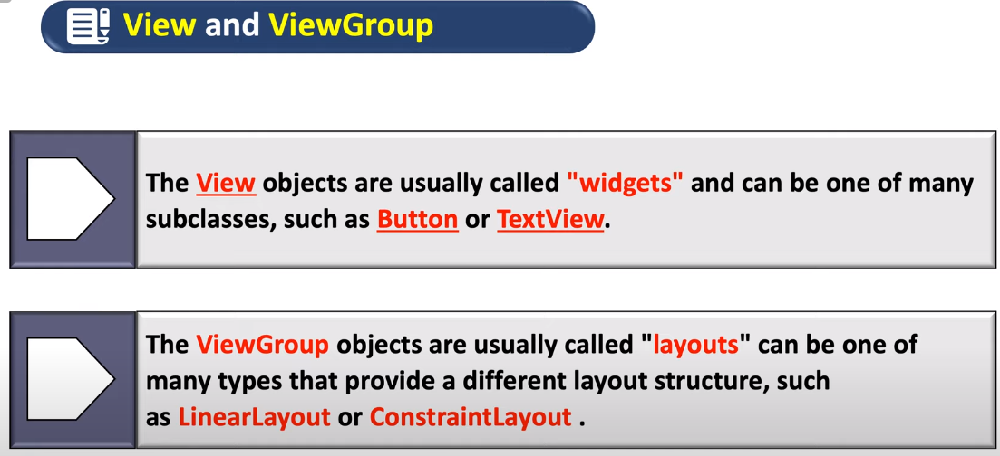 View and ViewGroup
The View objects are usually called "widgets" and can be one of many
subclasses, such as Button or TextView.
The ViewGroup objects are usually called "layouts" can be one of
many types that provide a different layout structure, such
as LinearLayout or ConstraintLayout .